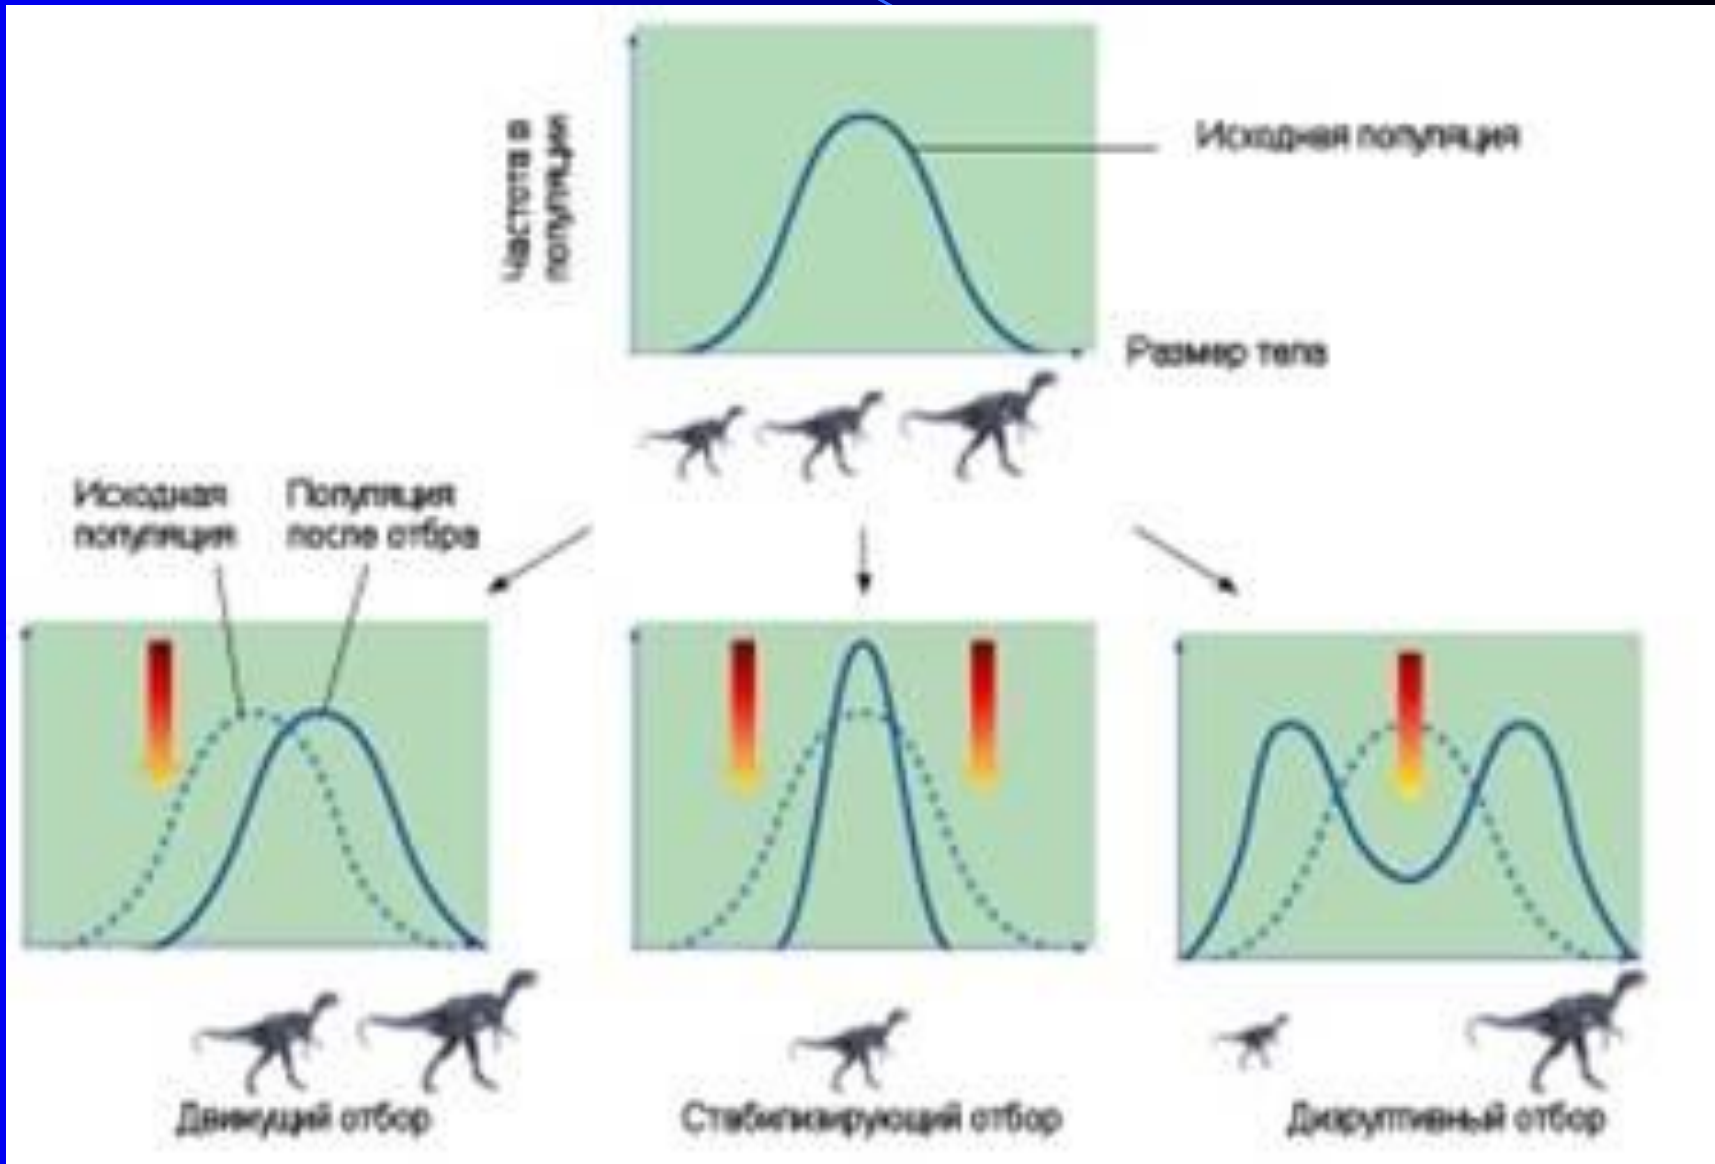 Частота в
популяции
Исходная популяция
Размер тела
Исходная
популяция
Популяция
после отбра
Движущий отбор
Стабилизирующий отбор
Дизруптивный отбор